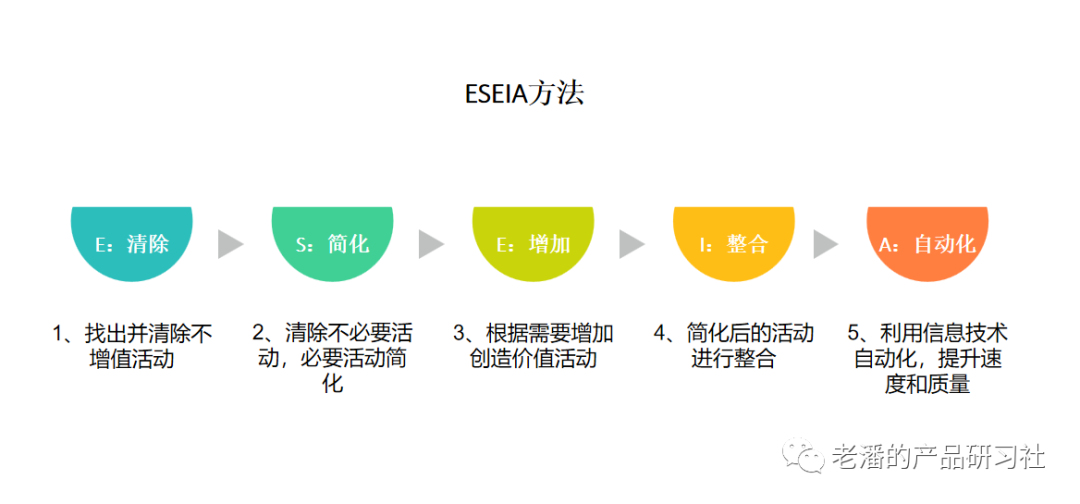 ESEIA方法
E：清除
S：简化
E：增加
I：整合
A：自动化
1、找出并清除不
增值活动
2、清除不必要活
动，必要活动简
化
3、根据需要增加
创造价值活动
4、简化后的活动
进行整合
5、利用信息技术
自动化，提升速
度和质量
老潘的产品研习社